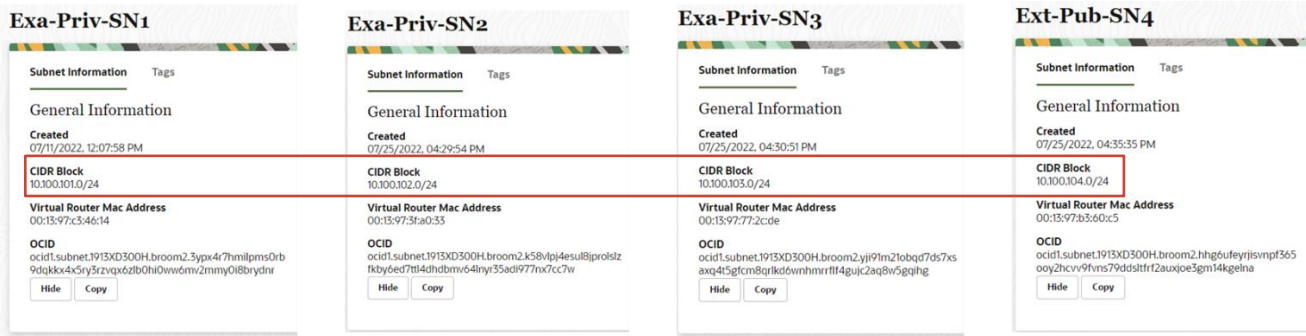 Exa-Priv-SN1
Subnet Information Tags
General Information
Created
07/11/2022, 12:07:58 PM
CIDR Block
10.100.101.0/24
Virtual Router Mac Address
00:13:97:c3:46:14
OCID
ocid1.subnet.1913XD300H.broom2.3ypx4r7hmilpms0rb
9dqkkx4x5ry3rzvqx6zlb0hi0ww6mv2mmy0i8brydnr
Hide Copy
Exa-Priv-SN2
Subnet Information Tags
General Information
Created
07/25/2022, 04:29:54 PM
CIDR Block
10.100.102.0/24
Virtual Router Mac Address
00:13:97:3f:a0:33
OCID
ocid1.subnet.1913XD300H.broom2.k58vlpj4esul8jprolslz
fkby6ed7ttl4dhdbmv64lnyr35adi977nx7cc7w
Hide Copy
Exa-Priv-SN3
Subnet Information Tags
General Information
Created
07/25/2022, 04:30:51 PM
CIDR Block
10.100.103.0/24
Virtual Router Mac Address
00:13:97:77:2c:de
OCID
ocid1.subnet.1913XD300H.broom2.yji91m21obqd7ds7xs
axq4t5gfcm8qrlkd6wnhmrrflf4gujc2aq8w5gqihg
Hide Copy
Ext-Pub-SN4
Subnet Information Tags
General Information
Created
07/25/2022, 04:35:35 PM
CIDR Block
10.100.104.0/24
Virtual Router Mac Address
00:13:97:b3:60:c5
OCID
ocid1.subnet.1913XD300H.broom2.hhg6ufeyrjisvnpf365
ooy2hcvv9fvns79ddsltfrf2auxjoe3gm14kgelna
Hide Copy